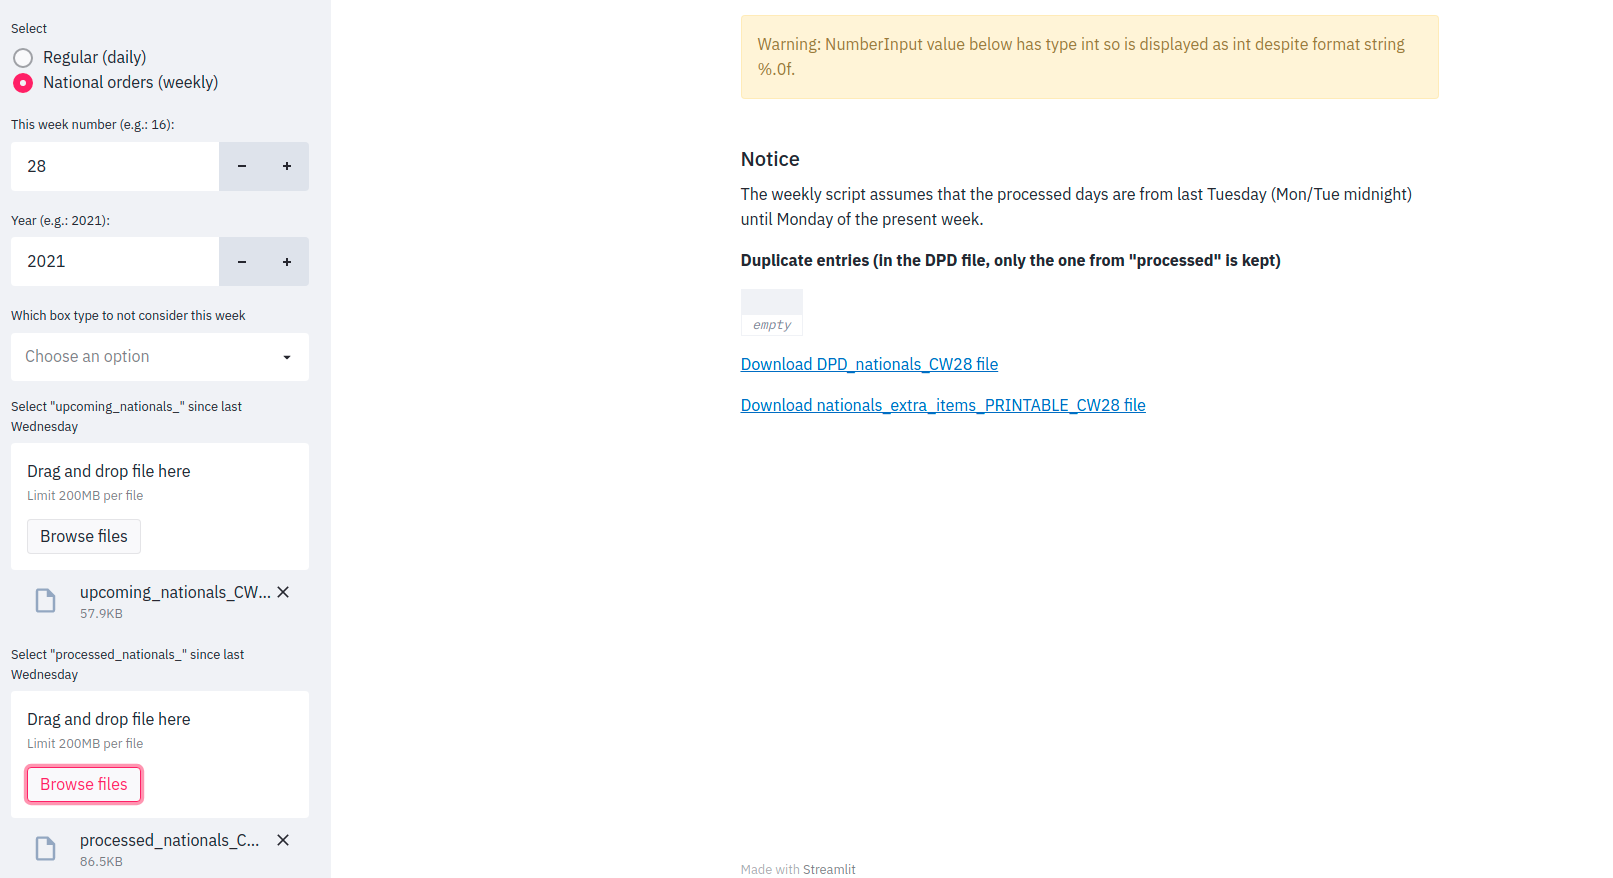 Select
Regular (daily)
National orders (weekly)
This week number (e.g.: 16):
28
Year (e.g.: 2021):
2021
Which box type to not consider this week
Choose an option
Select "upcoming_nationals_" since last
Wednesday
Drag and drop file here
Limit 200MB per file
Browse files
upcoming_nationals_CW...
57.9KB
Select "processed_nationals_" since last
Wednesday
Drag and drop file here
Limit 200MB per file
Browse files
processed_nationals_C...
86.5KB
Warning: NumberInput value below has type int so is displayed as int despite format string
%.0f.
Notice
The weekly script assumes that the processed days are from last Tuesday (Mon/Tue midnight)
until Monday of the present week.
Duplicate entries (in the DPD file, only the one from "processed" is kept)
empty
Download DPD_nationals_CW28 file
Download nationals_extra_items_PRINTABLE_CW28 file
Made with Streamlit